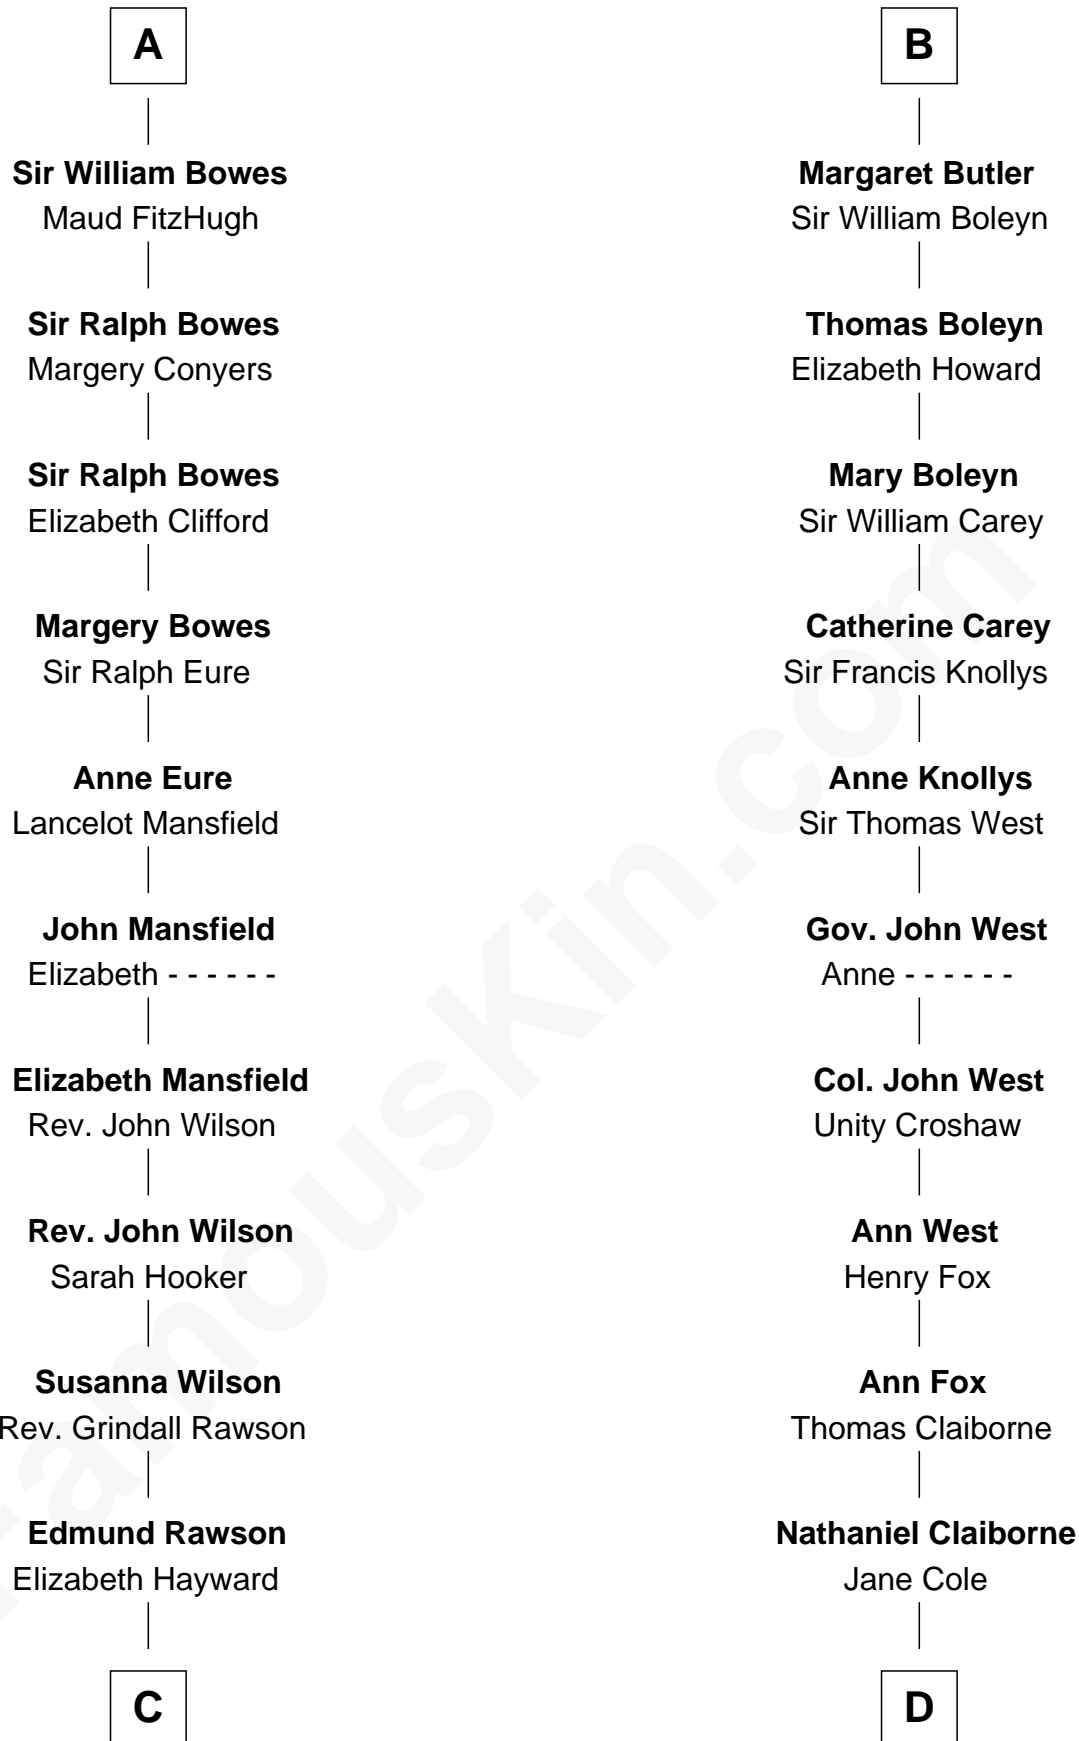 A
Sir William Bowes
Maud FitzHugh
Sir Ralph Bowes
Margery Conyers
Sir Ralph Bowes
Elizabeth Clifford
Margery Bowes
Sir Ralph Eure
Anne Eure
Lancelot Mansfield
John Mansfield
Elizabeth - - - - - -
Elizabeth Mansfield
Rev. John Wilson
Rev. John Wilson
Sarah Hooker
Susanna Wilson
Rev. Grindall Rawson
Edmund Rawson
Elizabeth Hayward
C
B
Margaret Butler
Sir William Boleyn
Thomas Boleyn
Elizabeth Howard
Mary Boleyn
Sir William Carey
Catherine Carey
Sir Francis Knollys
Anne Knollys
Sir Thomas West
Gov. John West
Anne - - - - - -
Col. John West
Unity Croshaw
Ann West
Henry Fox
Ann Fox
Thomas Claiborne
Nathaniel Claiborne
Jane Cole
D
FamousKin.com